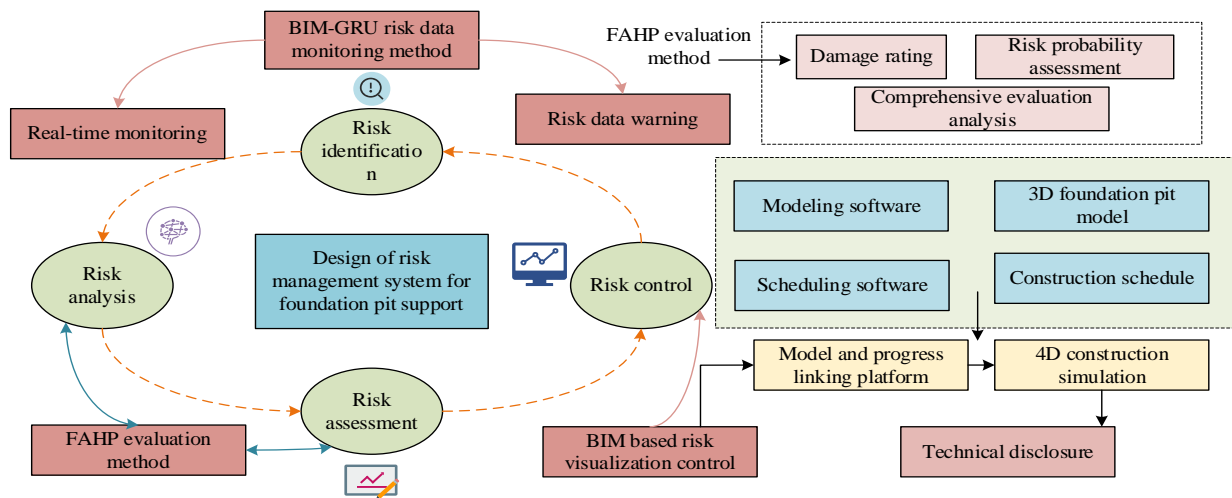 BIM-GRU risk data
monitoring method
Real-time monitoring
Risk data warning
Risk
identificatio
n
Risk
analysis
Design of risk
management system for
foundation pit support
Risk control
Risk
assessment
FAHP evaluation
method
BIM based risk
visualization control
FAHP evaluation
method
Damage rating
Risk probability
assessment
Comprehensive evaluation
analysis
Modeling software
3D foundation pit
model
Scheduling software
Construction schedule
Model and progress
linking platform
4D construction
simulation
Technical disclosure